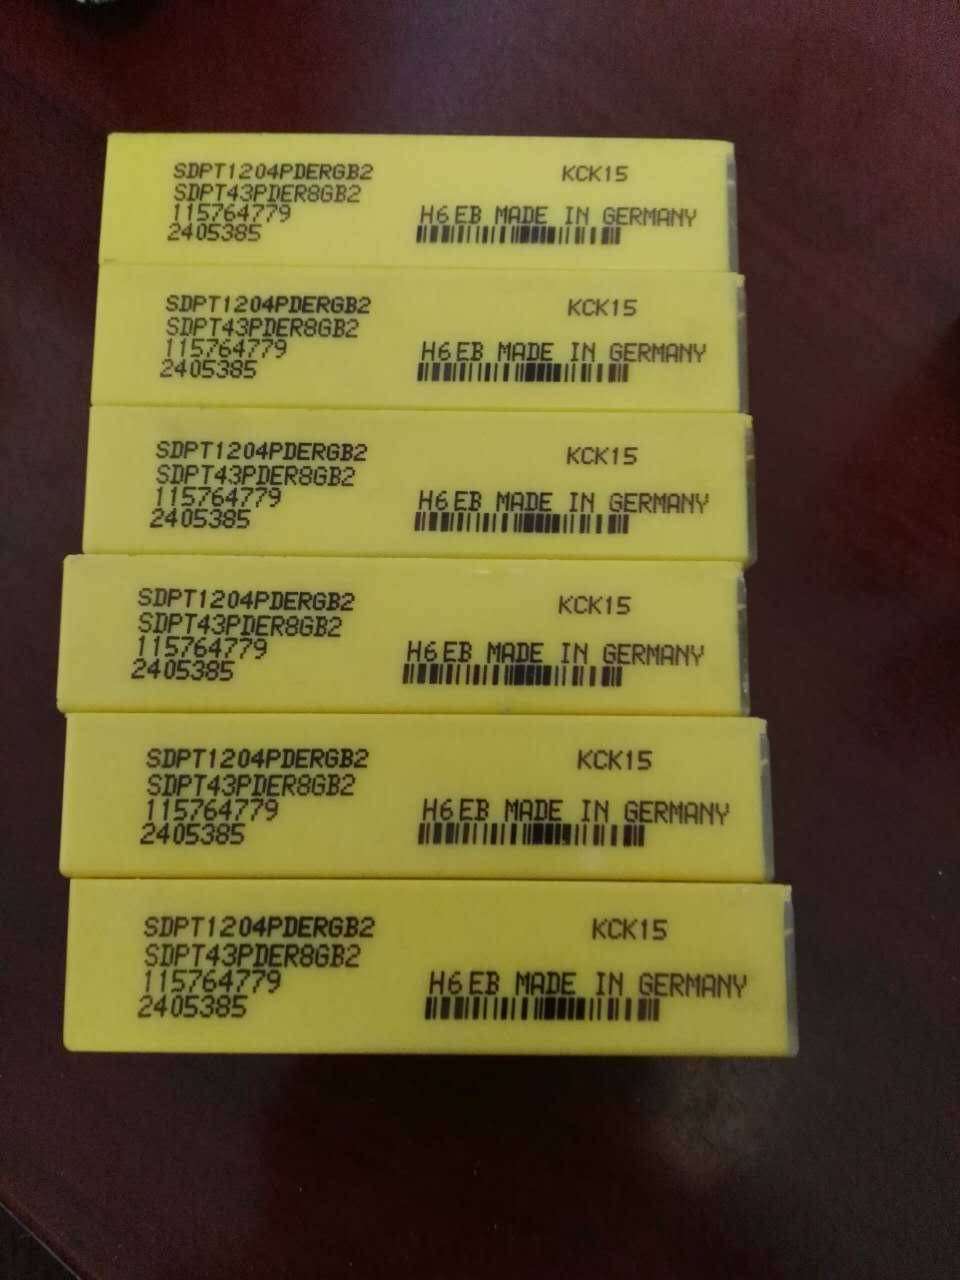 SDPT1204PDERGB2 KCK15
SDPT43PDER8GB2
115764779 H6 EB MADE IN GERMANY
2405385
SDPT1204PDERGB2 KCK15
SDPT43PDER8GB2
115764779 H6 EB MADE IN GERMANY
2405385
SDPT1204PDERGB2 KCK15
SDPT43PDER8GB2
115764779 H6 EB MADE IN GERMANY
2405385
SDPT1204PDERGB2 KCK15
SDPT43PDER8GB2
115764779 H6 EB MADE IN GERMANY
2405385
SDPT1204PDERGB2 KCK15
SDPT43PDER8GB2
115764779 H6 EB MADE IN GERMANY
2405385
SDPT1204PDERGB2 KCK15
SDPT43PDER8GB2
115764779 H6 EB MADE IN GERMANY
2405385